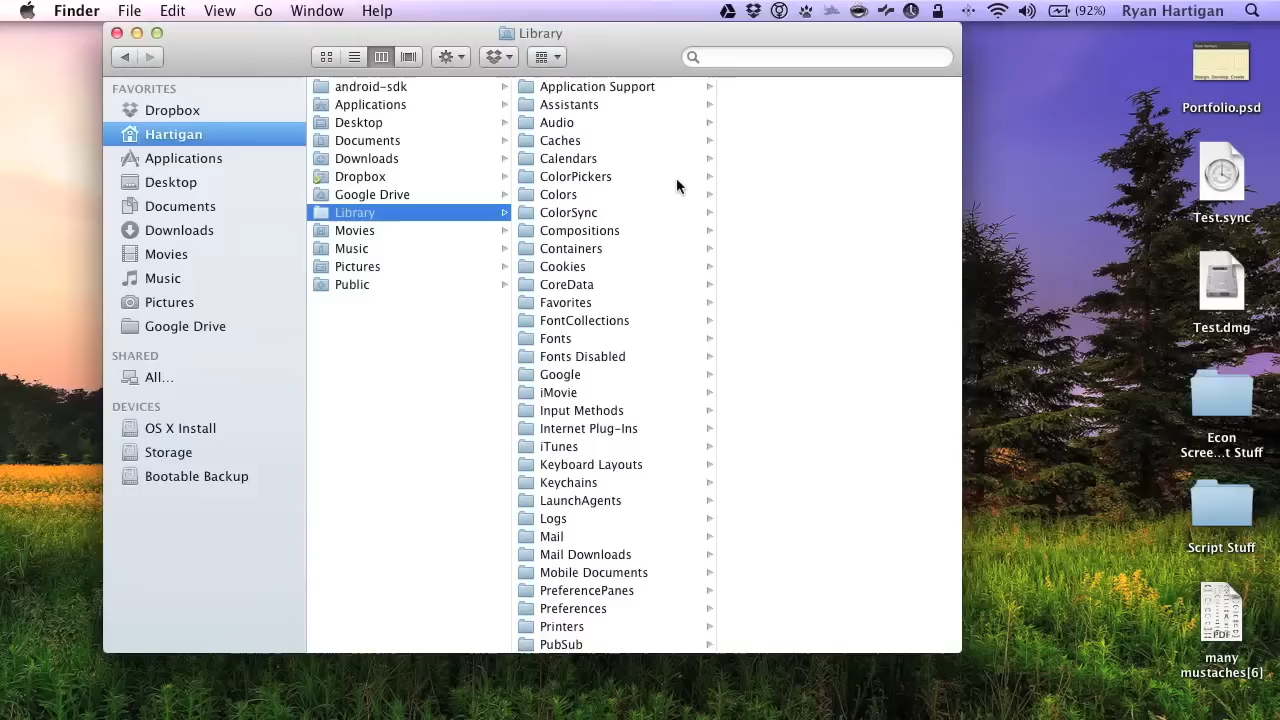 Finder File Edit View Go Window Help (92%) Ryan Hartigan
Library
FAVORITES
Dropbox
Hartigan
Applications
Desktop
Documents
Downloads
Movies
Music
Pictures
Google Drive
SHARED
All…
DEVICES
OS X Install
Storage
Bootable Backup
android-sdk
Applications
Desktop
Documents
Downloads
Dropbox
Google Drive
Library
Movies
Music
Pictures
Public
Application Support
Assistants
Audio
Caches
Calendars
ColorPickers
Colors
ColorSync
Compositions
Containers
Cookies
CoreData
Favorites
FontCollections
Fonts
Fonts Disabled
Google
iMovie
Input Methods
Internet Plug-Ins
iTunes
Keyboard Layouts
Keychains
LaunchAgents
Logs
Mail
Mail Downloads
Mobile Documents
PreferencePanes
Preferences
Printers
PubSub
Design. Develop. Create.
Portfolio.psd
Test.sync
Test.dmg
Econ
Scree...t Stuff
Script Stuff
PDF
many
mustaches[6]